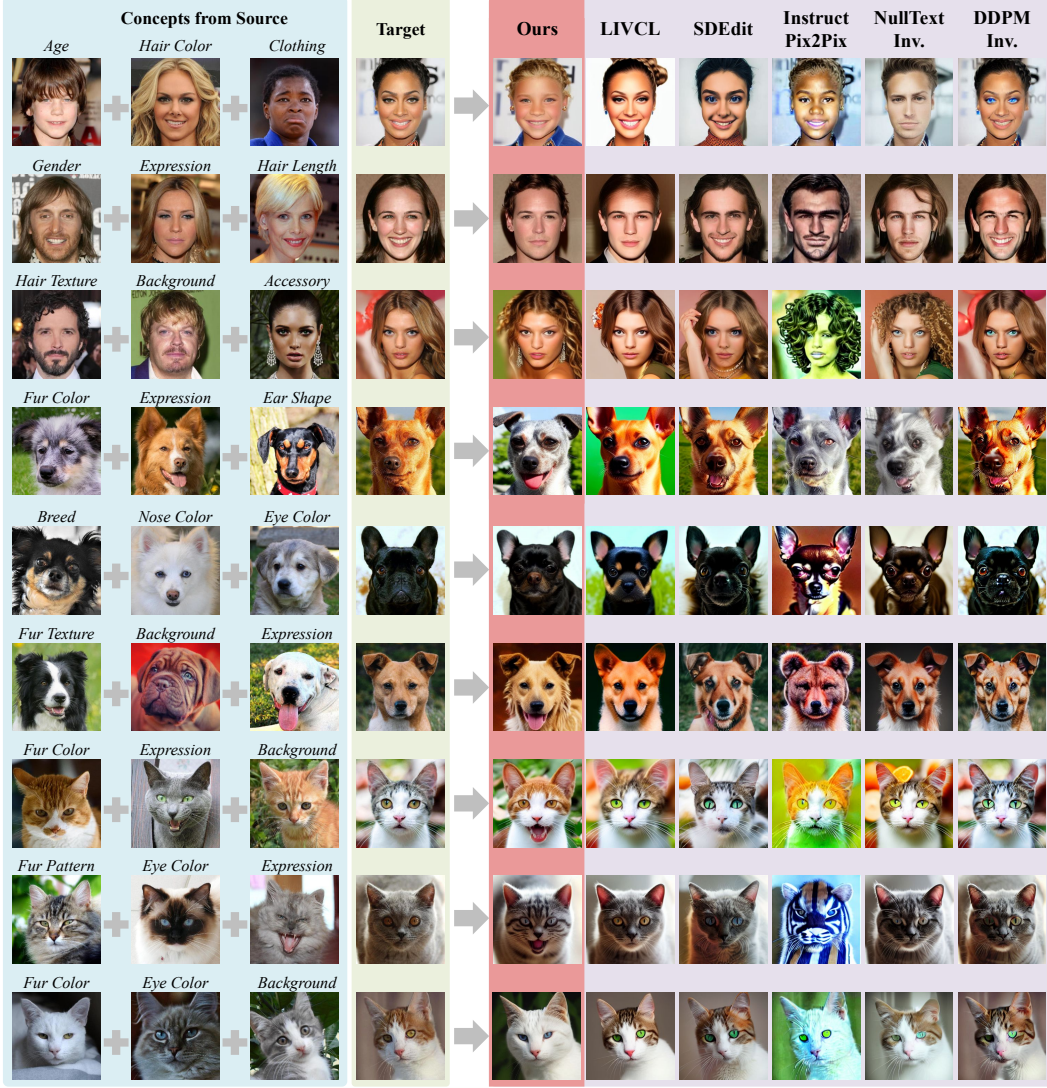 Concepts from Source
Target
Ours
LIVCL
SDEdit
Instruct
Pix2Pix
NullText
Inv.
DDPM
Inv.
Age
Hair Color
Clothing
Gender
Expression
Hair Length
Hair Texture
Background
Accessory
Fur Color
Expression
Ear Shape
Breed
Nose Color
Eye Color
Fur Texture
Background
Expression
Fur Color
Expression
Background
Fur Pattern
Eye Color
Expression
Fur Color
Eye Color
Background